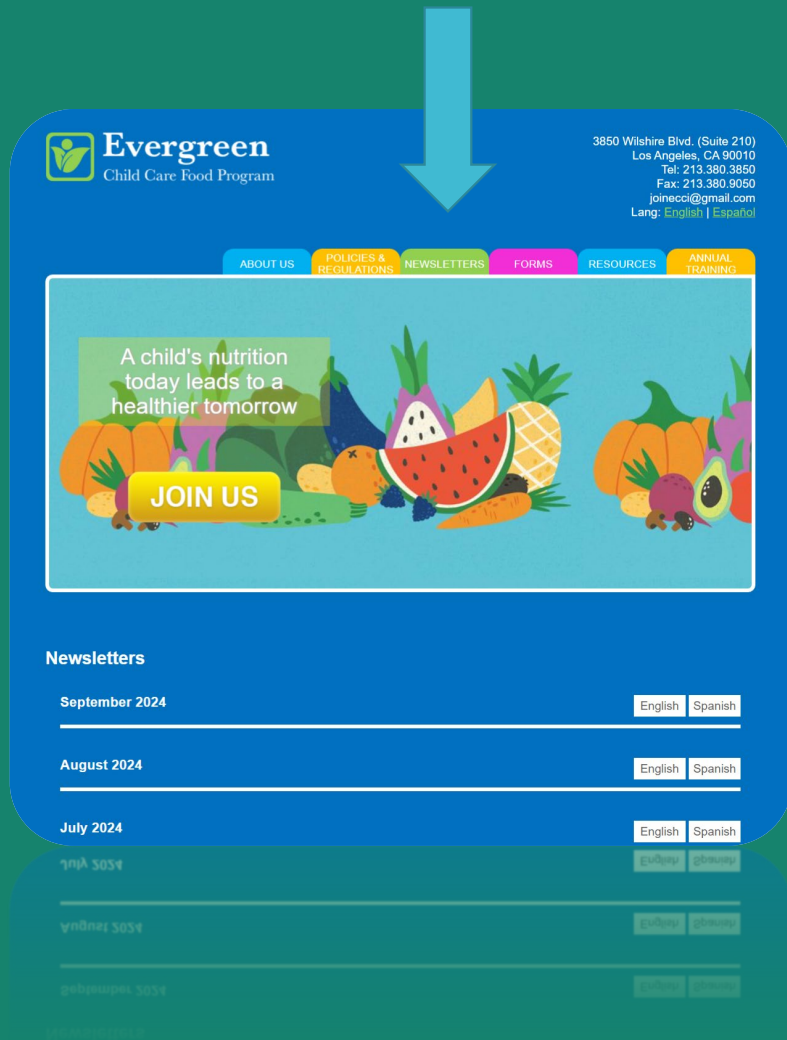 Evergreen
Child Care Food Program
3850 Wilshire Blvd. (Suite 210)
Los Angeles, CA 90010
Tel: 213.380.3850
Fax: 213.380.9050
joinecci@gmail.com
Lang: English | Español
ABOUT US
POLICIES &
REGULATIONS
NEWSLETTERS
FORMS
RESOURCES
ANNUAL
TRAINING
A child's nutrition
today leads to a
healthier tomorrow
JOIN US
Newsletters
September 2024 English Spanish
August 2024 English Spanish
July 2024 English Spanish